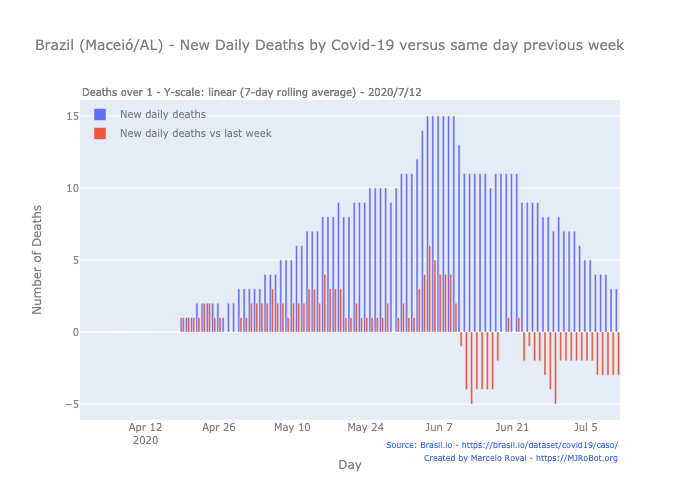 Brazil (Maceió/AL) - New Daily Deaths by Covid-19 versus same day previous week
Deaths over 1 - Y-scale: linear (7-day rolling average) - 2020/7/12
New daily deaths
New daily deaths vs last week
15
10
5
0
−5
Number of Deaths
Apr 12
2020
Apr 26
May 10
May 24
Jun 7
Jun 21
Jul 5
Day
Source: Brasil.io - https://brasil.io/dataset/covid19/caso/
Created by Marcelo Rovai - https://MJRoBot.org